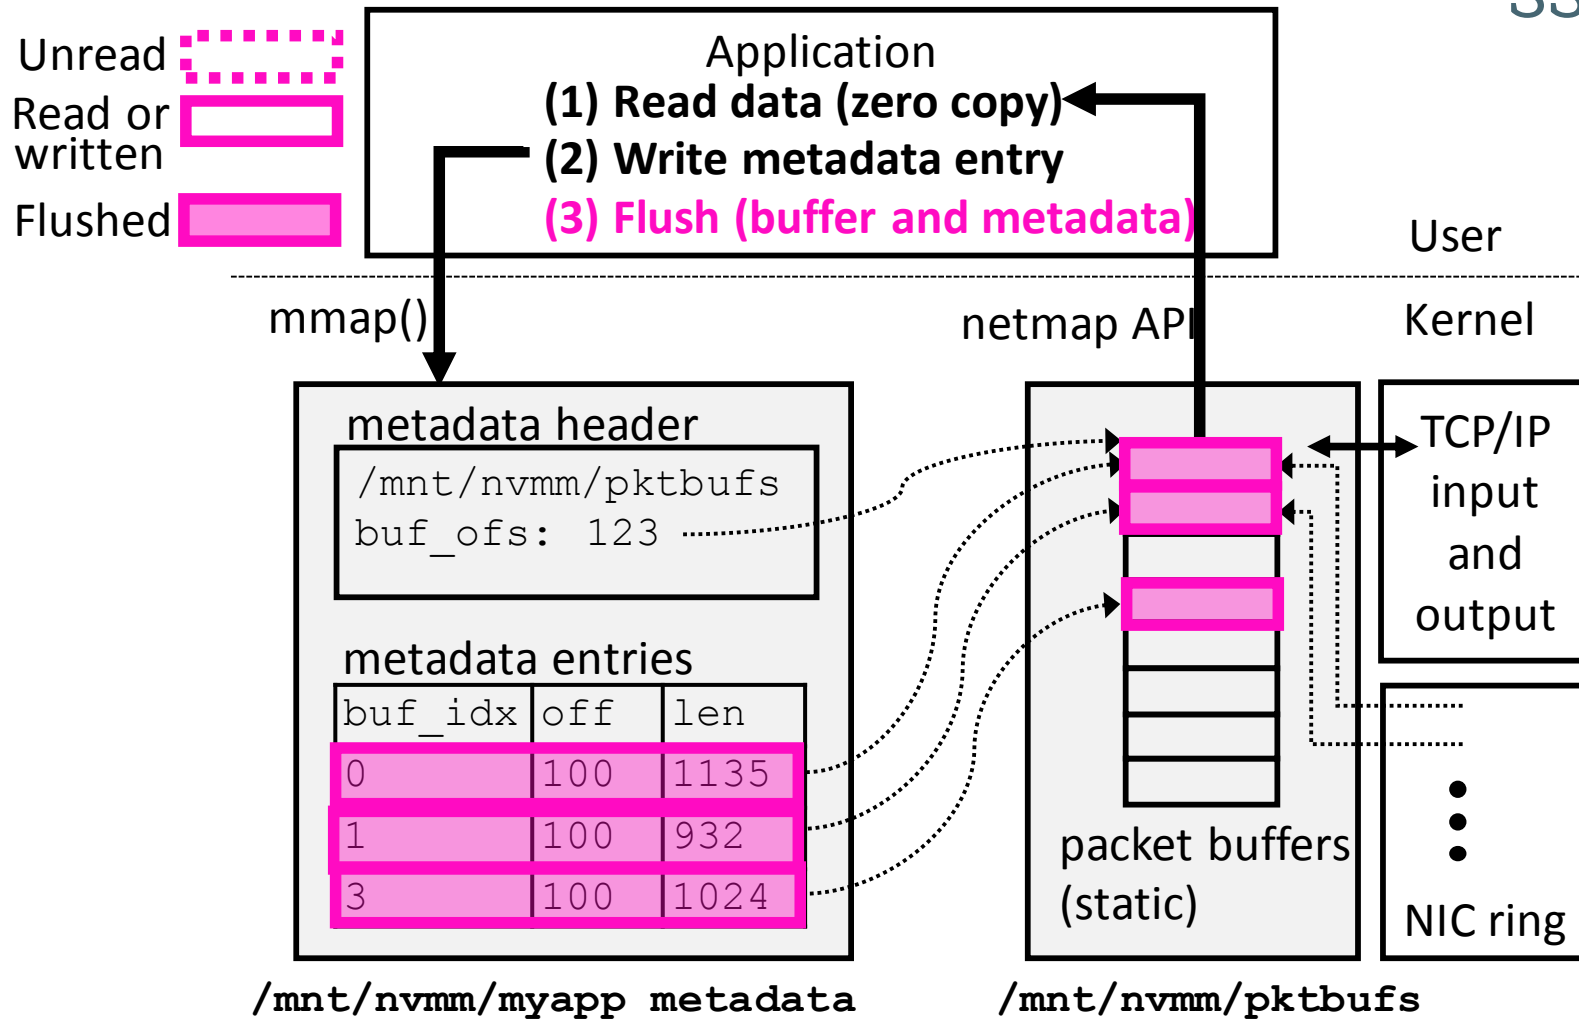 Unread
Read or
written
Flushed
Application
(1) Read data (zero copy)
(2) Write metadata entry
(3) Flush (buffer and metadata)
User
Kernel
mmap()
netmap API
metadata header
/mnt/nvmm/pktbufs
buf_ofs: 123
metadata entries
buf_idx off len
0 100 1135
1 100 932
3 100 1024
packet buffers
(static)
TCP/IP
input
and
output
NIC ring
/mnt/nvmm/myapp metadata
/mnt/nvmm/pktbufs